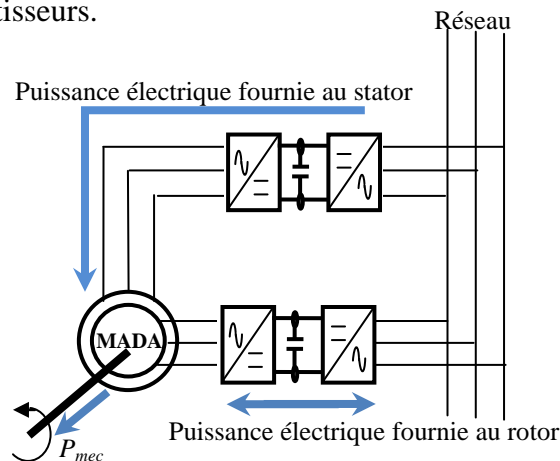 tisseurs.
Réseau
Puissance électrique fournie au stator
MADA
Puissance électrique fournie au rotor
Pmec